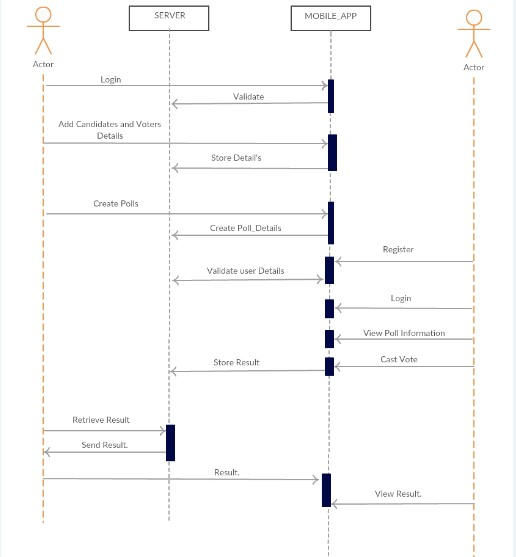 SERVER
MOBILE_APP
Actor
Actor
Login
Validate
Add Candidates and Voters
Details
Store Detail's
Create Polls
Create Poll_Details
Register
Validate user Details
Login
View Poll Information
Cast Vote
Store Result
Retrieve Result
Send Result.
Result.
View Result.